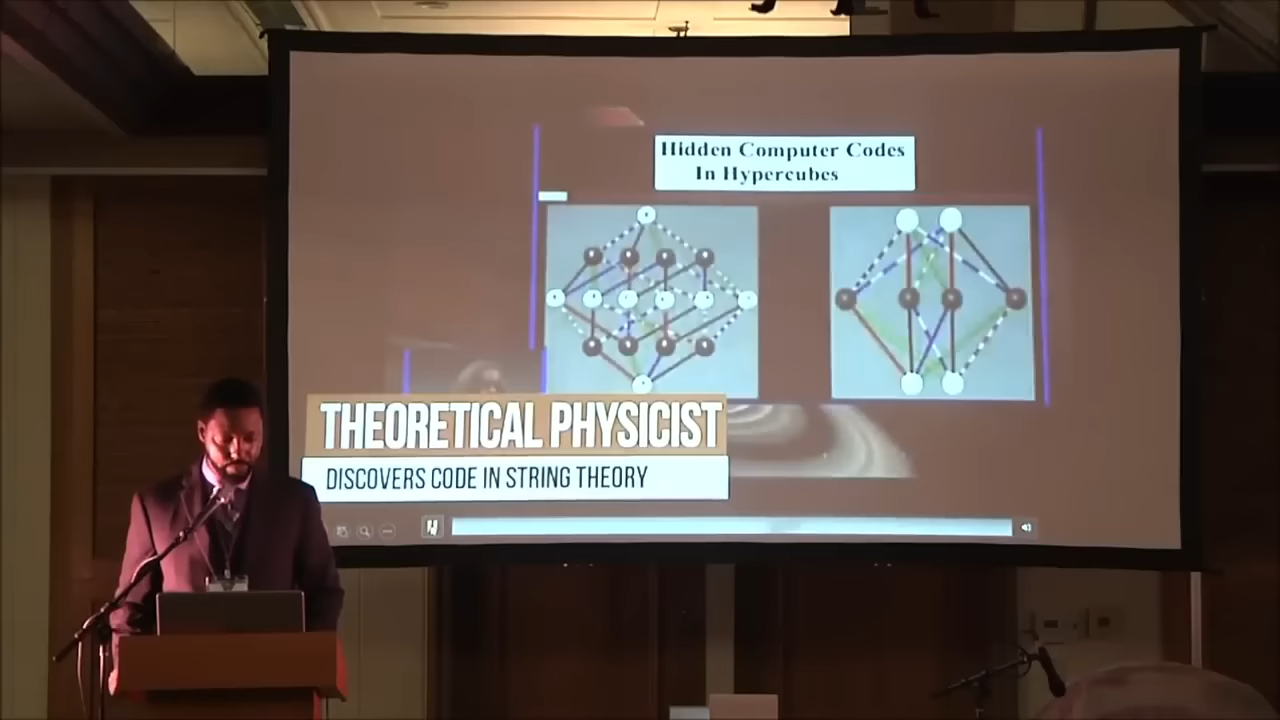 Hidden Computer Codes
In Hypercubes
THEORETICAL PHYSICIST
DISCOVERS CODE IN STRING THEORY